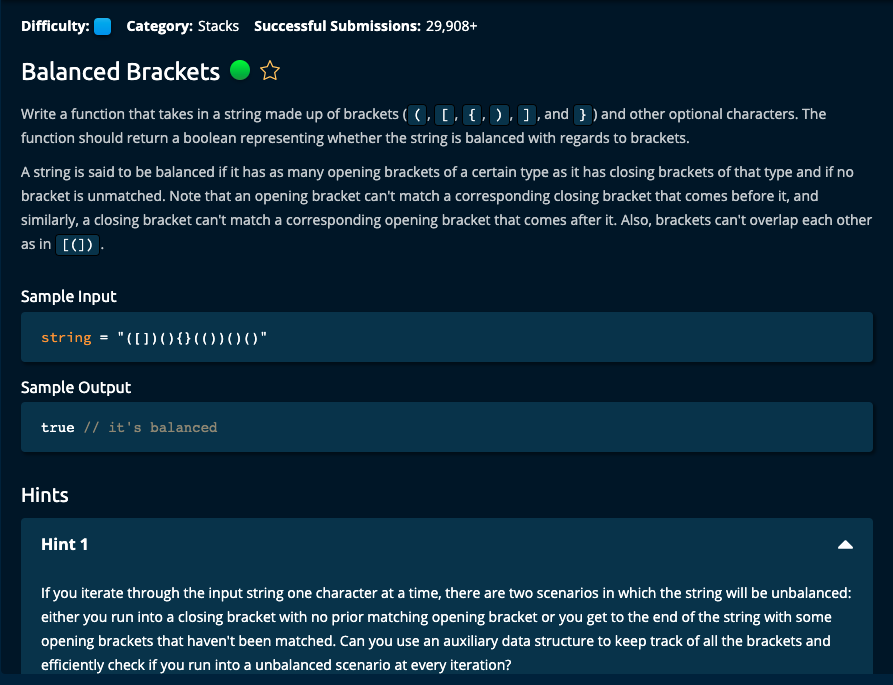 Difficulty: Category: Stacks Successful Submissions: 29,908+
Balanced Brackets
Write a function that takes in a string made up of brackets ( (, [, {, ), ], and } ) and other optional characters. The
function should return a boolean representing whether the string is balanced with regards to brackets.
A string is said to be balanced if it has as many opening brackets of a certain type as it has closing brackets of that type and if no
bracket is unmatched. Note that an opening bracket can't match a corresponding closing bracket that comes before it, and
similarly, a closing bracket can't match a corresponding opening bracket that comes after it. Also, brackets can't overlap each other
as in [(]).
Sample Input
string = "([])(){}(())()()"
Sample Output
true // it's balanced
Hints
Hint 1
If you iterate through the input string one character at a time, there are two scenarios in which the string will be unbalanced:
either you run into a closing bracket with no prior matching opening bracket or you get to the end of the string with some
opening brackets that haven't been matched. Can you use an auxiliary data structure to keep track of all the brackets and
efficiently check if you run into a unbalanced scenario at every iteration?